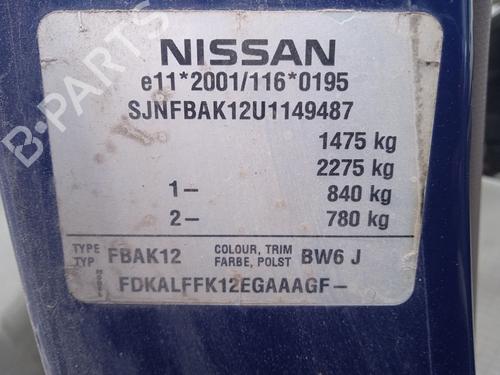 NISSAN
e11*2001/116*0195
SJNFBAK12U1149487
1475 kg
2275 kg
1- 840 kg
2- 780 kg
TYPE TYP FBAK12 COLOUR, TRIM FARBE, POLST BW6 J
MODEL FDKALFFK12EGAAAGF-
B-PARTS